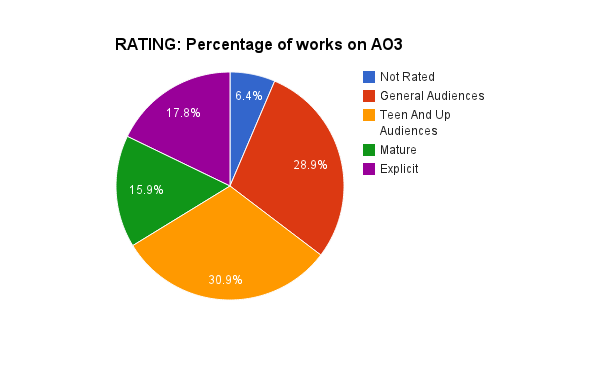 RATING: Percentage of works on AO3
6.4%
28.9%
30.9%
15.9%
17.8%
Not Rated
General Audiences
Teen And Up
Audiences
Mature
Explicit